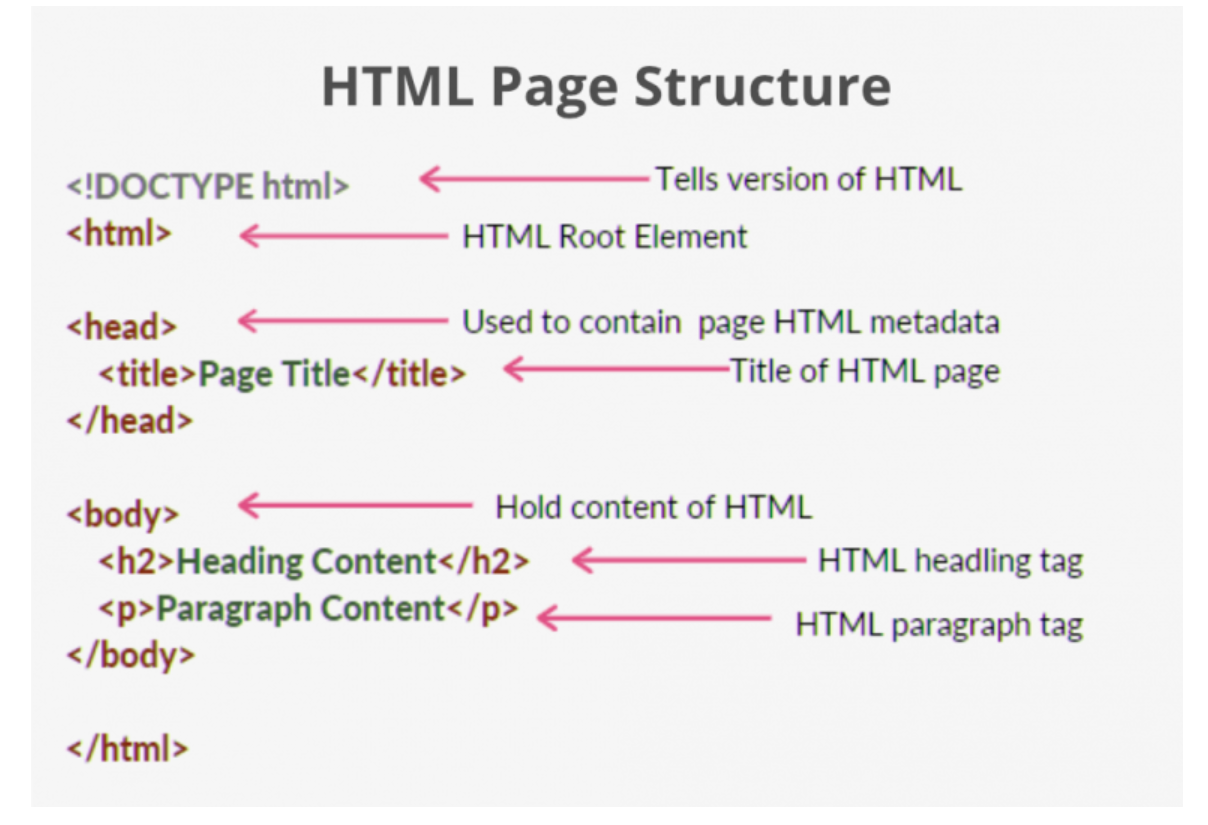 HTML Page Structure
<!DOCTYPE html> Tells version of HTML
<html> HTML Root Element
<head> Used to contain page HTML metadata
<title>Page Title</title> Title of HTML page
</head>
<body> Hold content of HTML
<h2>Heading Content</h2> HTML headling tag
<p>Paragraph Content</p> HTML paragraph tag
</body>
</html>